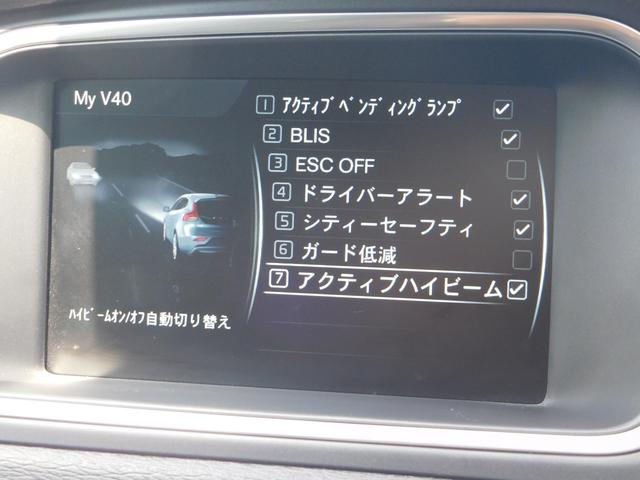 My V40
1 ｱｸﾃｨﾌﾞﾍﾞﾝﾃﾞｨﾝｸﾞﾗﾝﾌﾟ
2 BLIS
3 ESC OFF
4 ドライバーアラート
5 シティーセーフティ
6 ガード低減
7 アクティブハイビーム
ﾊｲﾋﾞｰﾑｵﾝ/ｵﾌ自動切り替え